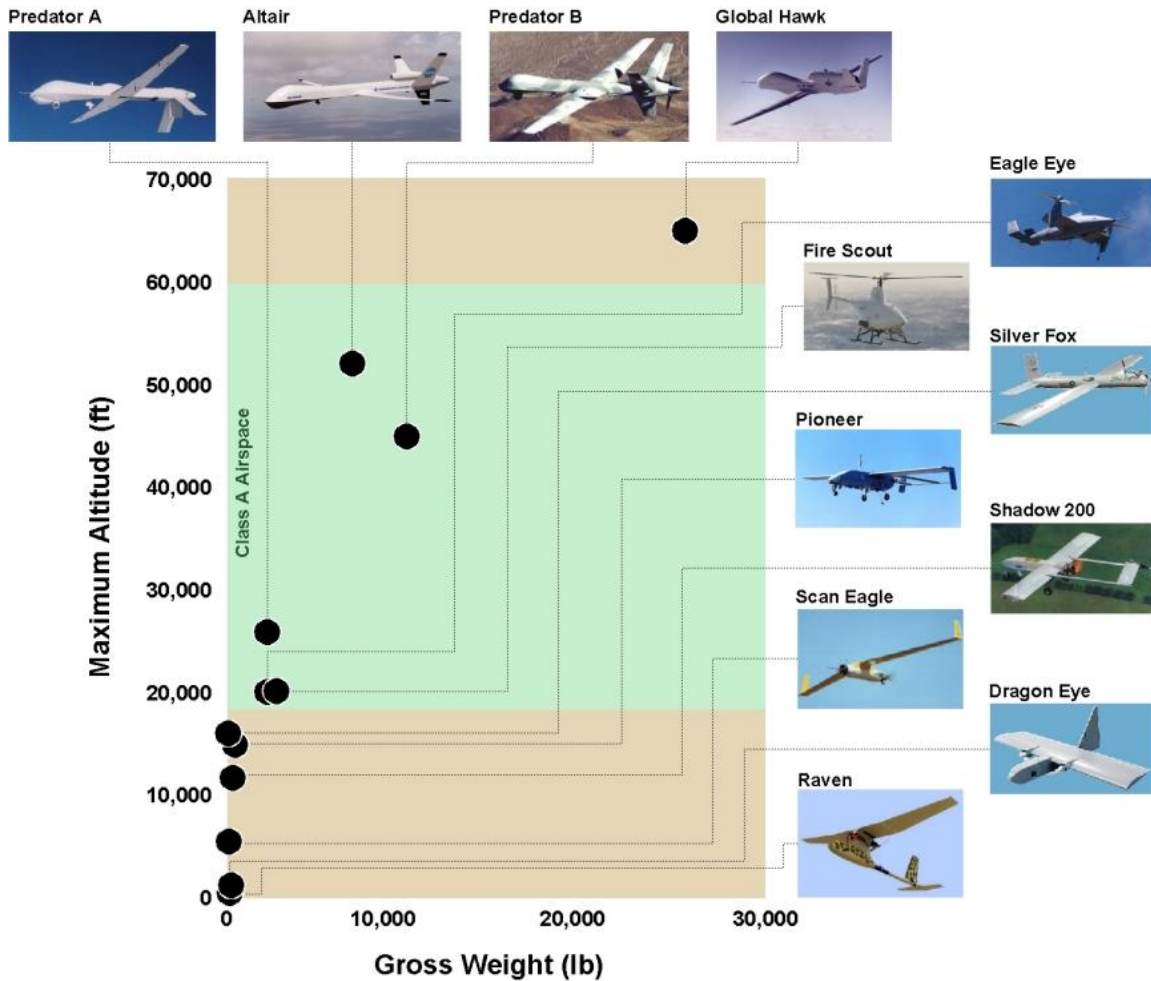 Predator A
Altair
Predator B
Global Hawk
Eagle Eye
Fire Scout
Silver Fox
Pioneer
Shadow 200
Scan Eagle
Dragon Eye
Raven
70,000
60,000
50,000
40,000
30,000
20,000
10,000
0
Maximum Altitude (ft)
Class A Airspace
0
10,000
20,000
30,000
Gross Weight (lb)